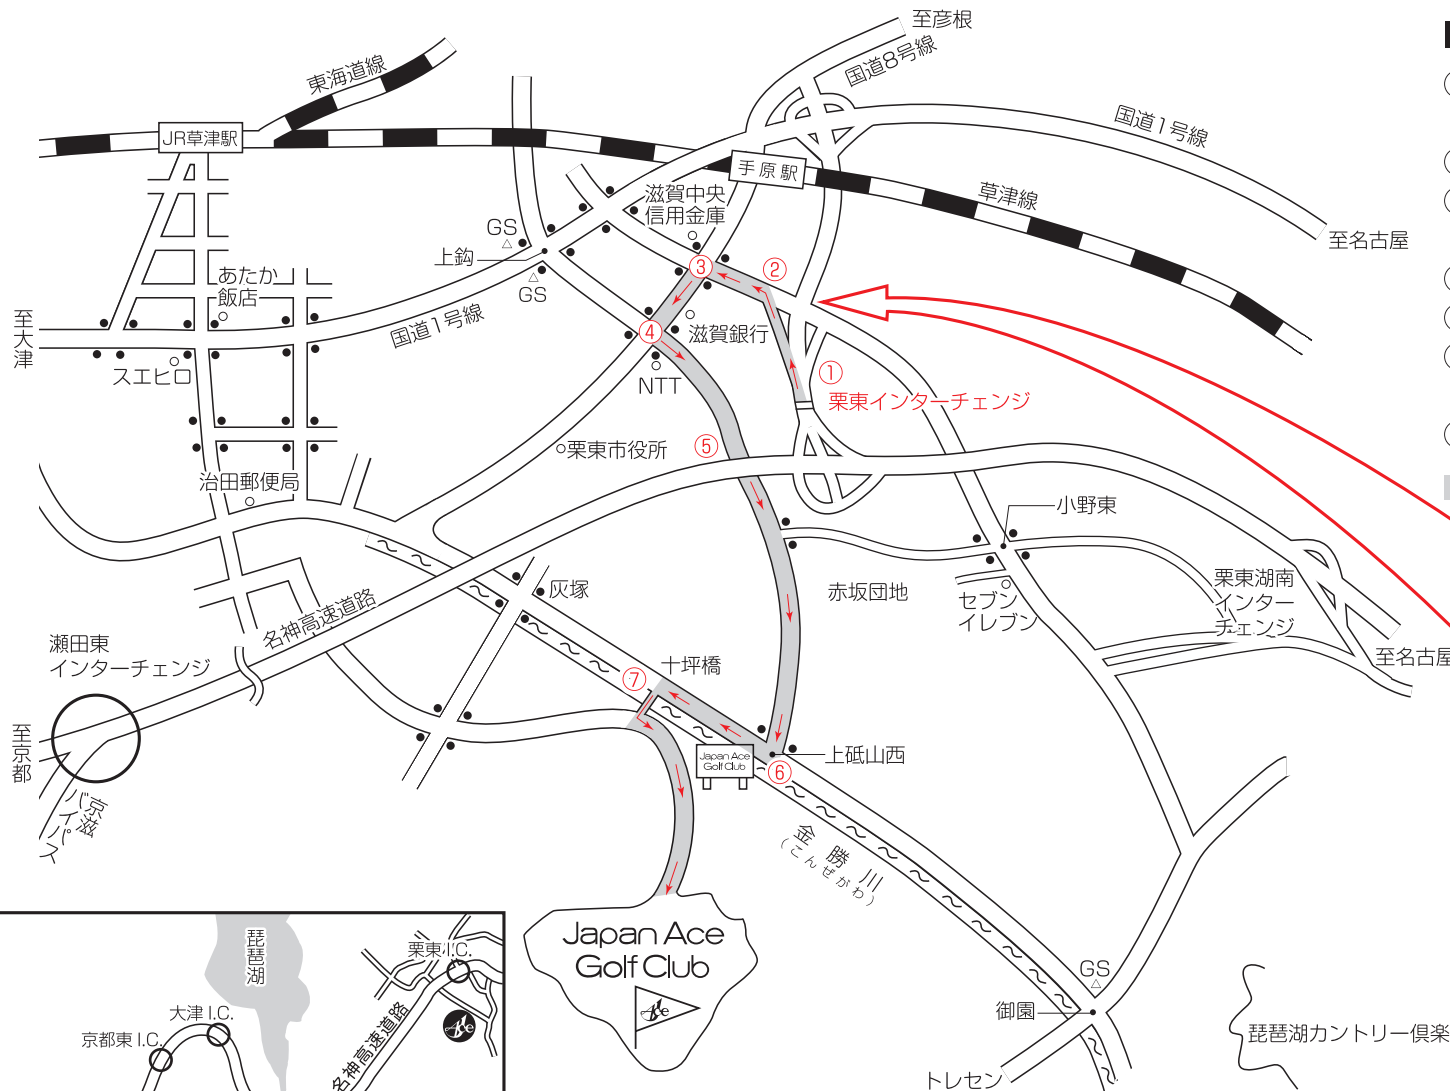 至彦根
国道8号線
東海道線
JR草津駅
国道1号線
手原駅
滋賀中央
信用金庫
草津線
至名古屋
GS
上鈎
GS
あたか
飯店
③
②
至大津
国道1号線
④
滋賀銀行
スエヒロ
NTT
①
栗東インターチェンジ
⑤
栗東市役所
治田郵便局
小野東
灰塚
赤坂団地
セブン
イレブン
栗東湖南
インター
チェンジ
名神高速道路
瀬田東
インターチェンジ
十坪橋
至名古屋
⑦
至京都
上砥山西
Japan Ace
Golf Club
⑥
京滋
バイパス
金勝川
(こんぜがわ)
Japan Ace
Golf Club
Ace
琵琶湖
栗東I.C.
大津I.C.
京都東I.C.
名神高速道路
Ace
GS
御園
琵琶湖カントリー倶楽
トレセン